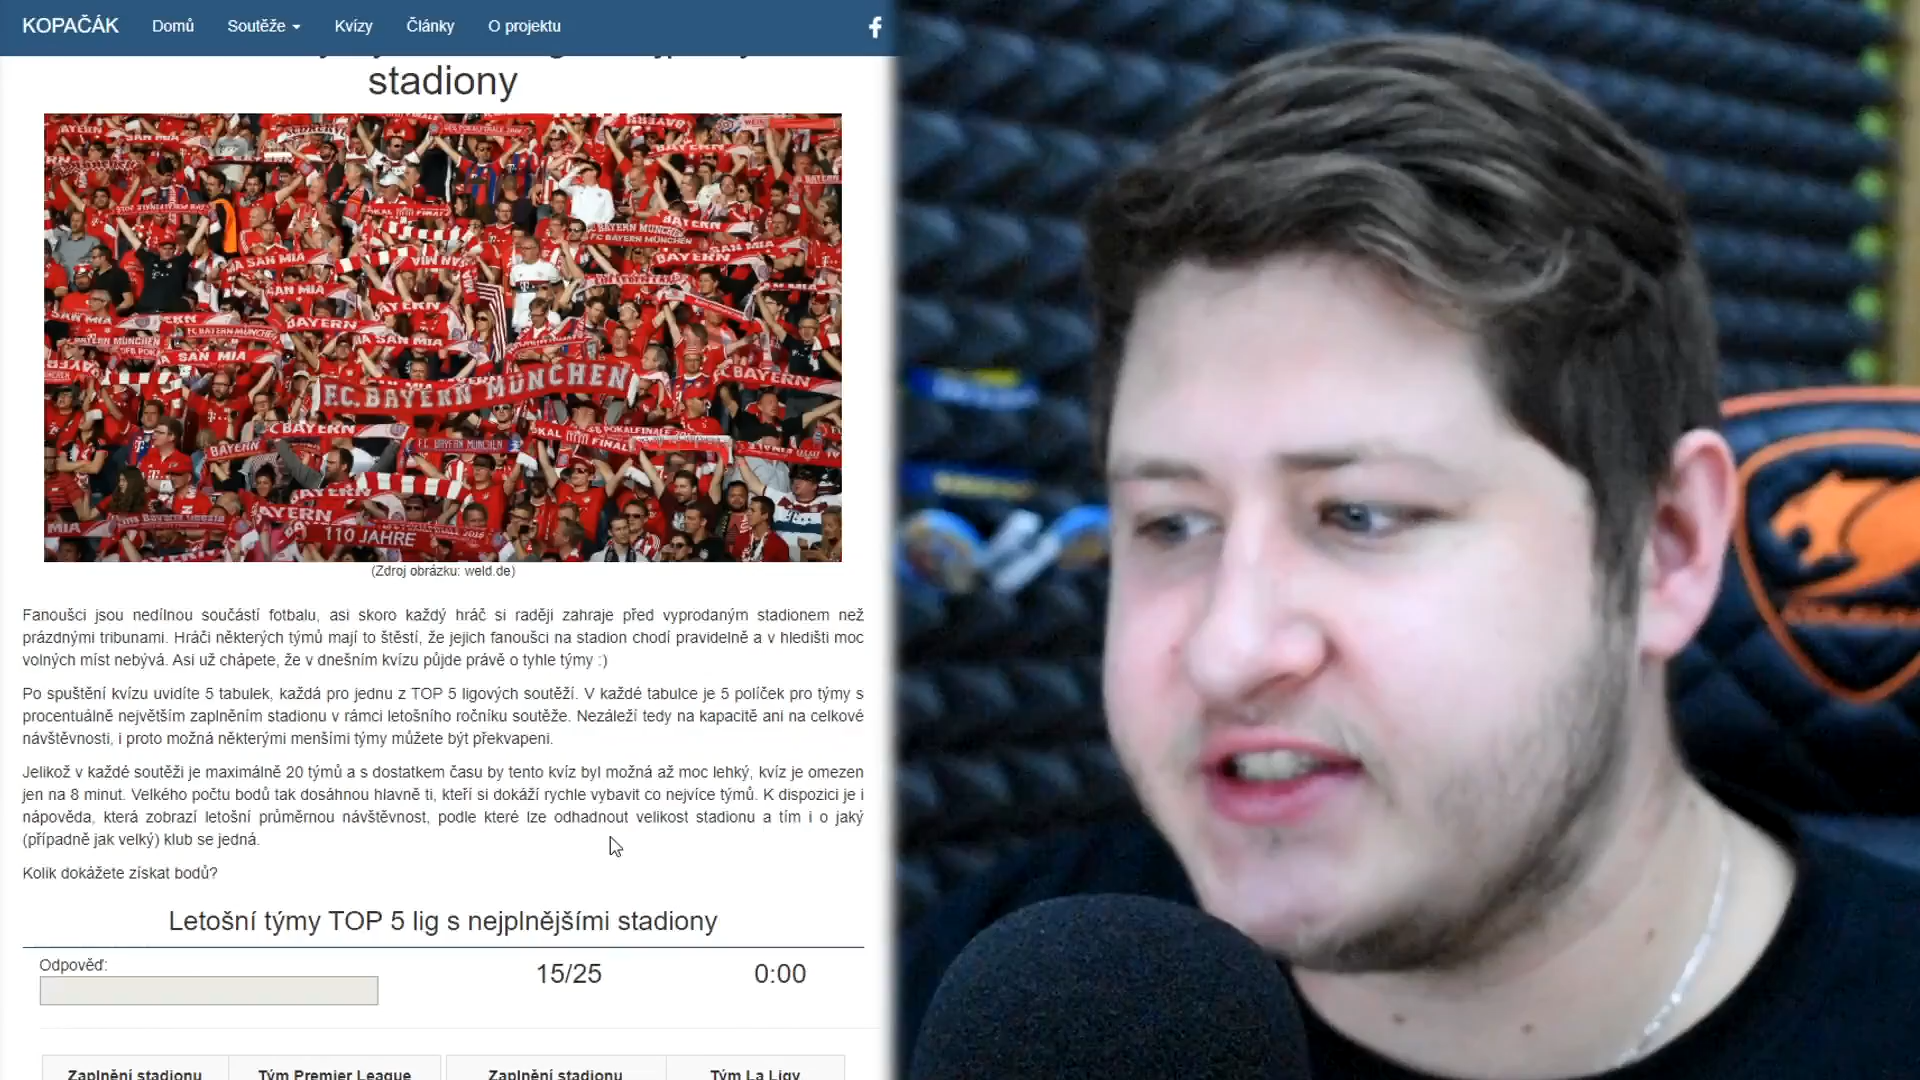 KOPAČÁK Domů Soutěže Kvízy Články O projektu
stadiony
F.C. BAYERN MÜNCHEN
FC BAYERN
110 JAHRE
(Zdroj obrázku: weld.de)
Fanoušci jsou nedílnou součástí fotbalu, asi skoro každý hráč si raději zahraje před vyprodaným stadionem než
prázdnými tribunami. Hráči některých týmů mají to štěstí, že jejich fanoušci na stadion chodí pravidelně a v hledišti moc
volných míst nebývá. Asi už chápete, že v dnešním kvízu půjde právě o tyhle týmy :)
Po spuštění kvízu uvidíte 5 tabulek, každá pro jednu z TOP 5 ligových soutěží. V každé tabulce je 5 políček pro týmy s
procentuálně největším zaplněním stadionu v rámci letošního ročníku soutěže. Nezáleží tedy na kapacitě ani na celkové
návštěvnosti, i proto možná některými menšími týmy můžete být překvapeni.
Jelikož v každé soutěži je maximálně 20 týmů a s dostatkem času by tento kvíz byl možná až moc lehký, kvíz je omezen
jen na 8 minut. Velkého počtu bodů tak dosáhnou hlavně ti, kteří si dokáží rychle vybavit co nejvíce týmů. K dispozici je i
nápověda, která zobrazí letošní průměrnou návštěvnost, podle které lze odhadnout velikost stadionu a tím i o jaký
(případně jak velký) klub se jedná.
Kolik dokážete získat bodů?
Letošní týmy TOP 5 lig s nejplnějšími stadiony
Odpověď:
15/25 0:00
Zaplnění stadionu Tým Premier League Zaplnění stadionu Tým La Ligy